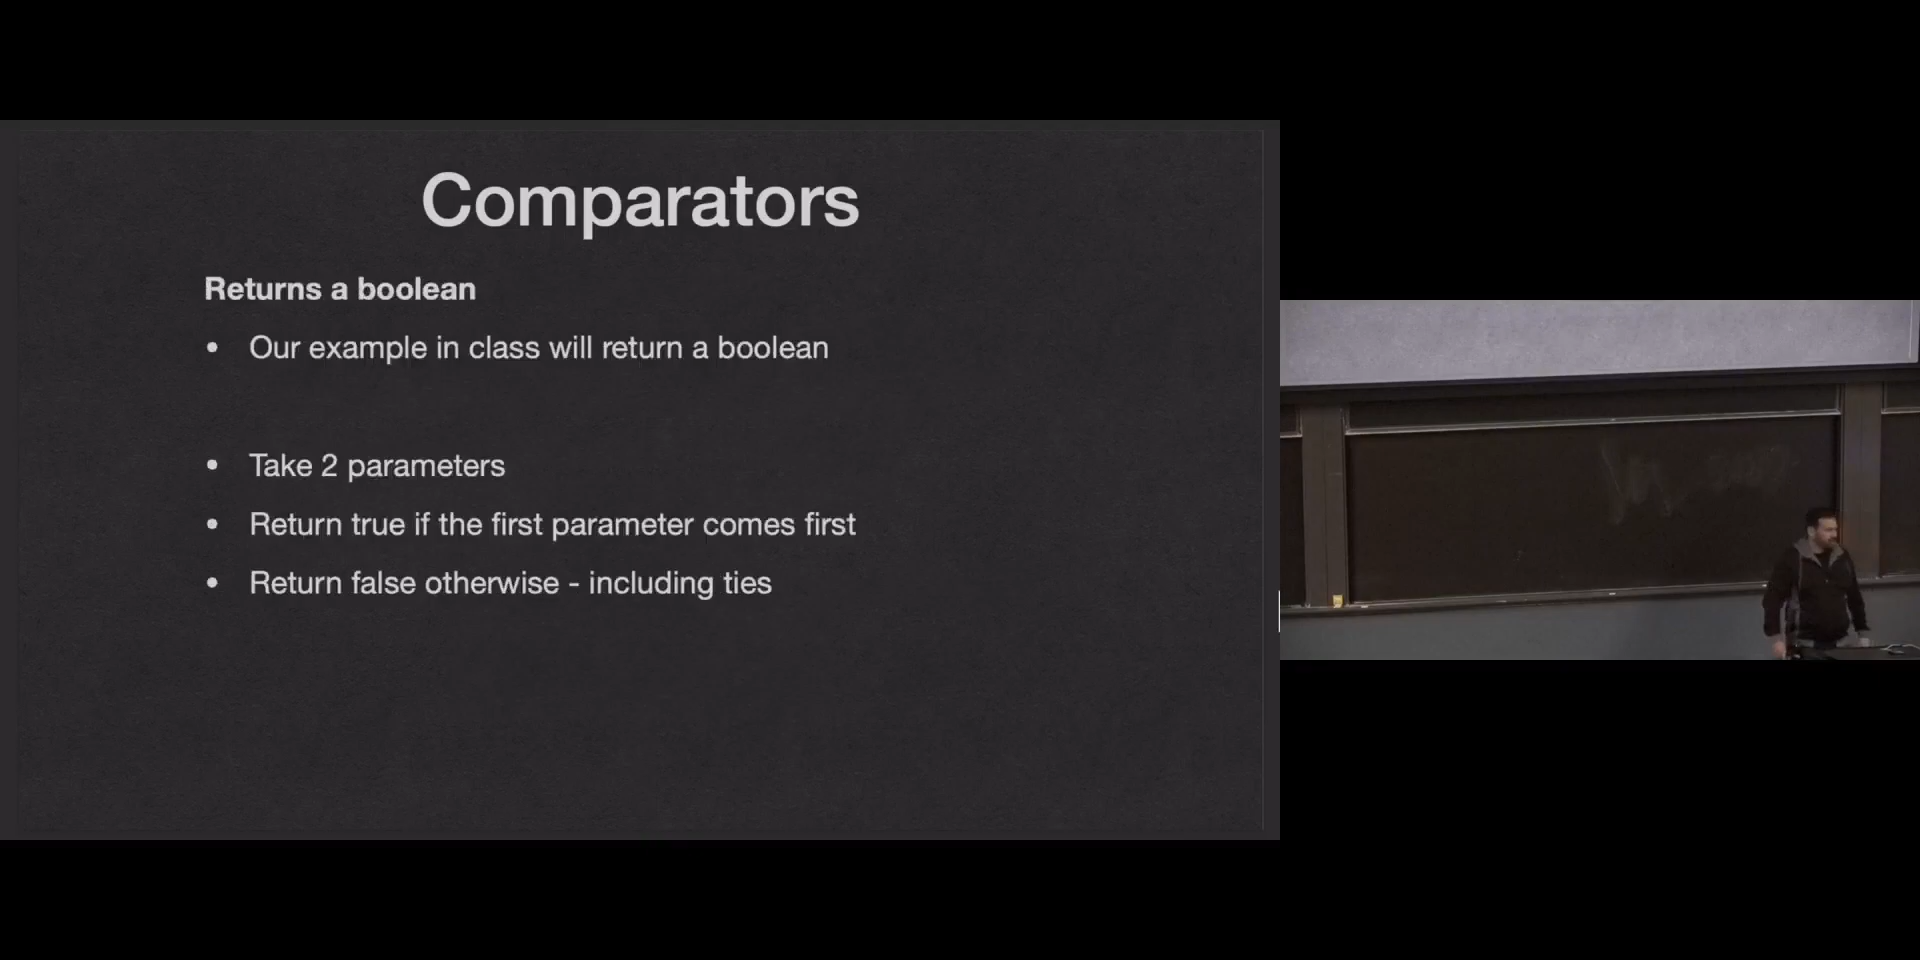 Comparators
Returns a boolean
• Our example in class will return a boolean
• Take 2 parameters
• Return true if the first parameter comes first
• Return false otherwise - including ties